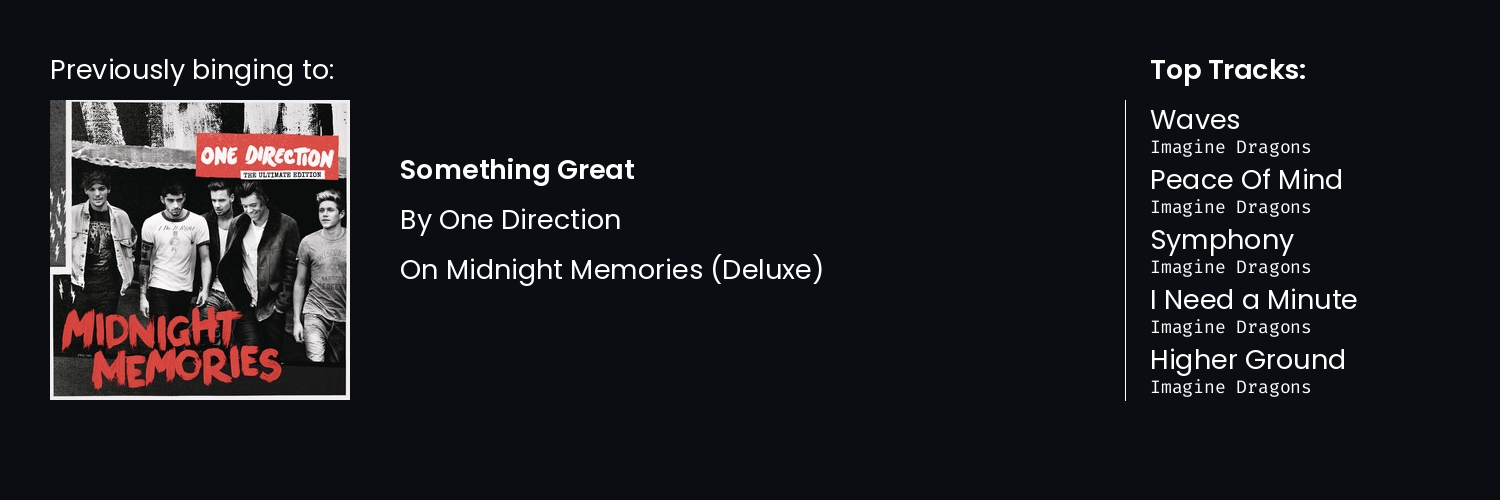 Previously binging to:
ONE DIRECTION
THE ULTIMATE EDITION
MIDNIGHT
MEMORIES
Something Great
By One Direction
On Midnight Memories (Deluxe)
Top Tracks:
Waves
Imagine Dragons
Peace Of Mind
Imagine Dragons
Symphony
Imagine Dragons
I Need a Minute
Imagine Dragons
Higher Ground
Imagine Dragons